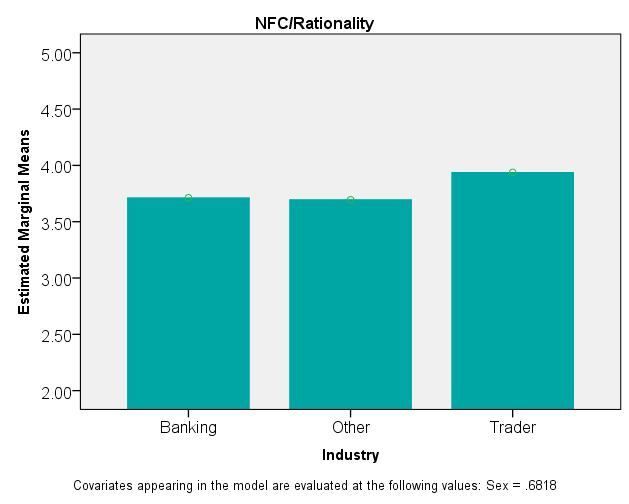 NFC/Rationality
5.00
4.50
4.00
3.50
3.00
2.50
2.00
Estimated Marginal Means
Banking Other Trader
Industry
Covariates appearing in the model are evaluated at the following values: Sex = .6818